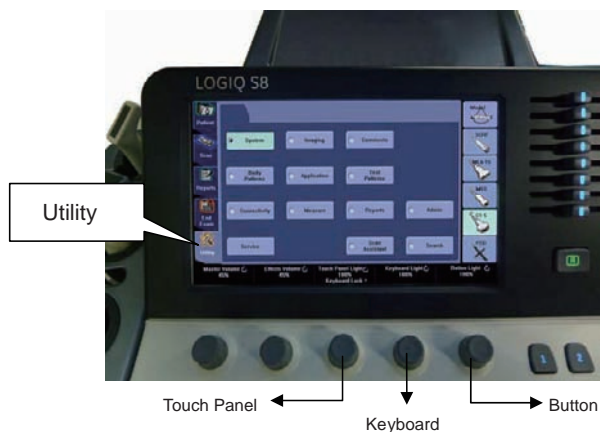 LOGIQ S8
Model
Patient
System
Imaging
Comments
Scan
Body
Patterns
Application
Test
Patterns
Reports
Connectivity
Measure
Reports
Admin
End
Exam
Utility
Utility
Service
Scan
Assistant
Search
Master Volume
45%
Effects Volume
45%
Touch Panel Light
100%
Keyboard Light
100%
Button Light
100%
Keyboard Lock
1
2
Touch Panel
Keyboard
Button